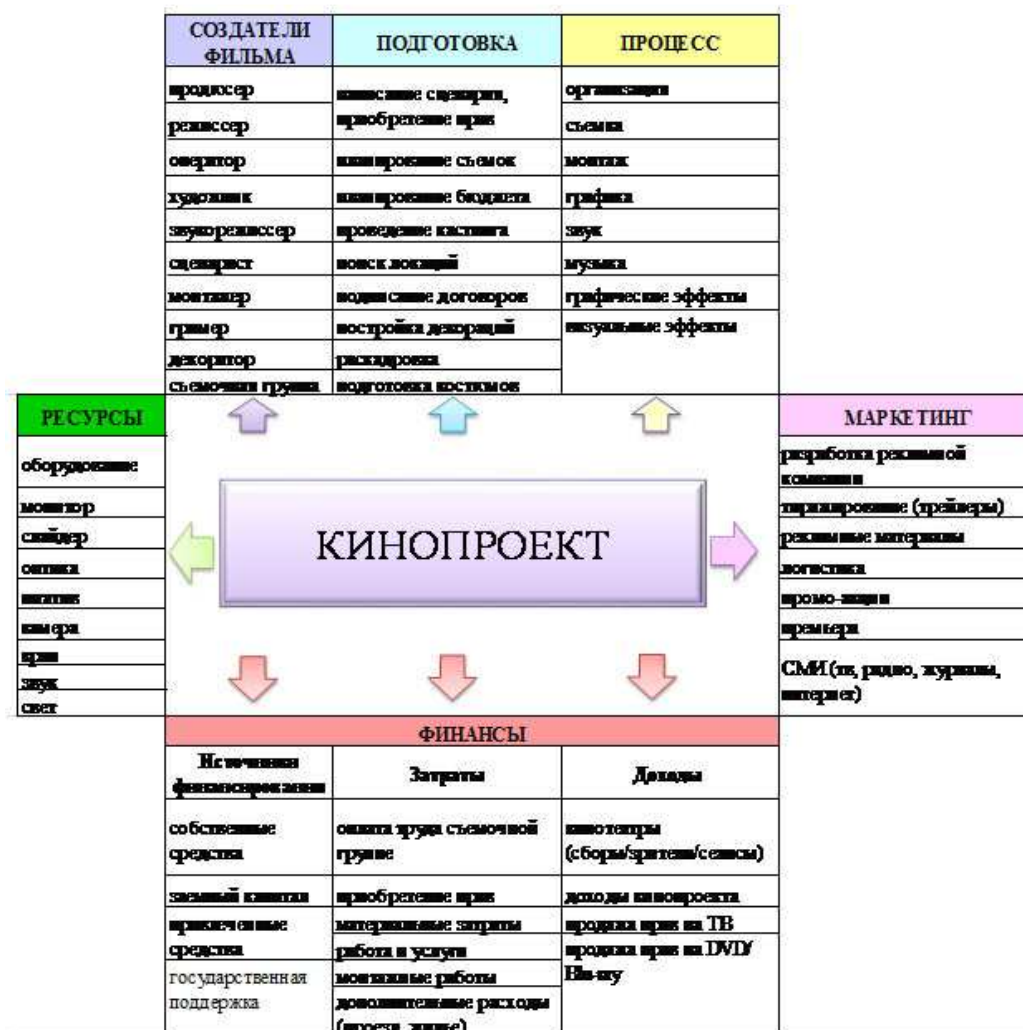 СОЗДАТЕЛИ
ФИЛЬМА
продюсер
режиссер
оператор
художник
звукорежиссер
сценарист
монтажер
гример
декоратор
съемочная группа
ПОДГОТОВКА
написание сценария,
приобретение прав
планирование съемок
планирование бюджета
проведение кастинга
поиск локаций
подписание договоров
постройка декораций
раскадровка
подготовка костюмов
ПРОЦЕСС
организация
съемка
монтаж
графика
звук
музыка
графические эффекты
визуальные эффекты
РЕСУРСЫ
оборудование
монитор
слайдер
оптика
штатив
камера
кран
звук
свет
КИНОПРОЕКТ
МАРКЕТИНГ
разработка рекламной
компании
тиражирование (трейлеры)
рекламные материалы
логистика
промо-акции
премьера
СМИ (тв, радио, журналы,
интернет)
ФИНАНСЫ
Источники
финансирования
собственные
средства
заемный капитал
привлеченные
средства
государственная
поддержка
Затраты
оплата труда съемочной
группе
приобретение прав
материальные затраты
работа и услуги
монтажные работы
дополнительные расходы
(проезд, жилье)
Доходы
кинотеатры
(сборы/зрители/сеансы)
доходы кинопроекта
продажа прав на ТВ
продажа прав на DVD/
Blu-ray